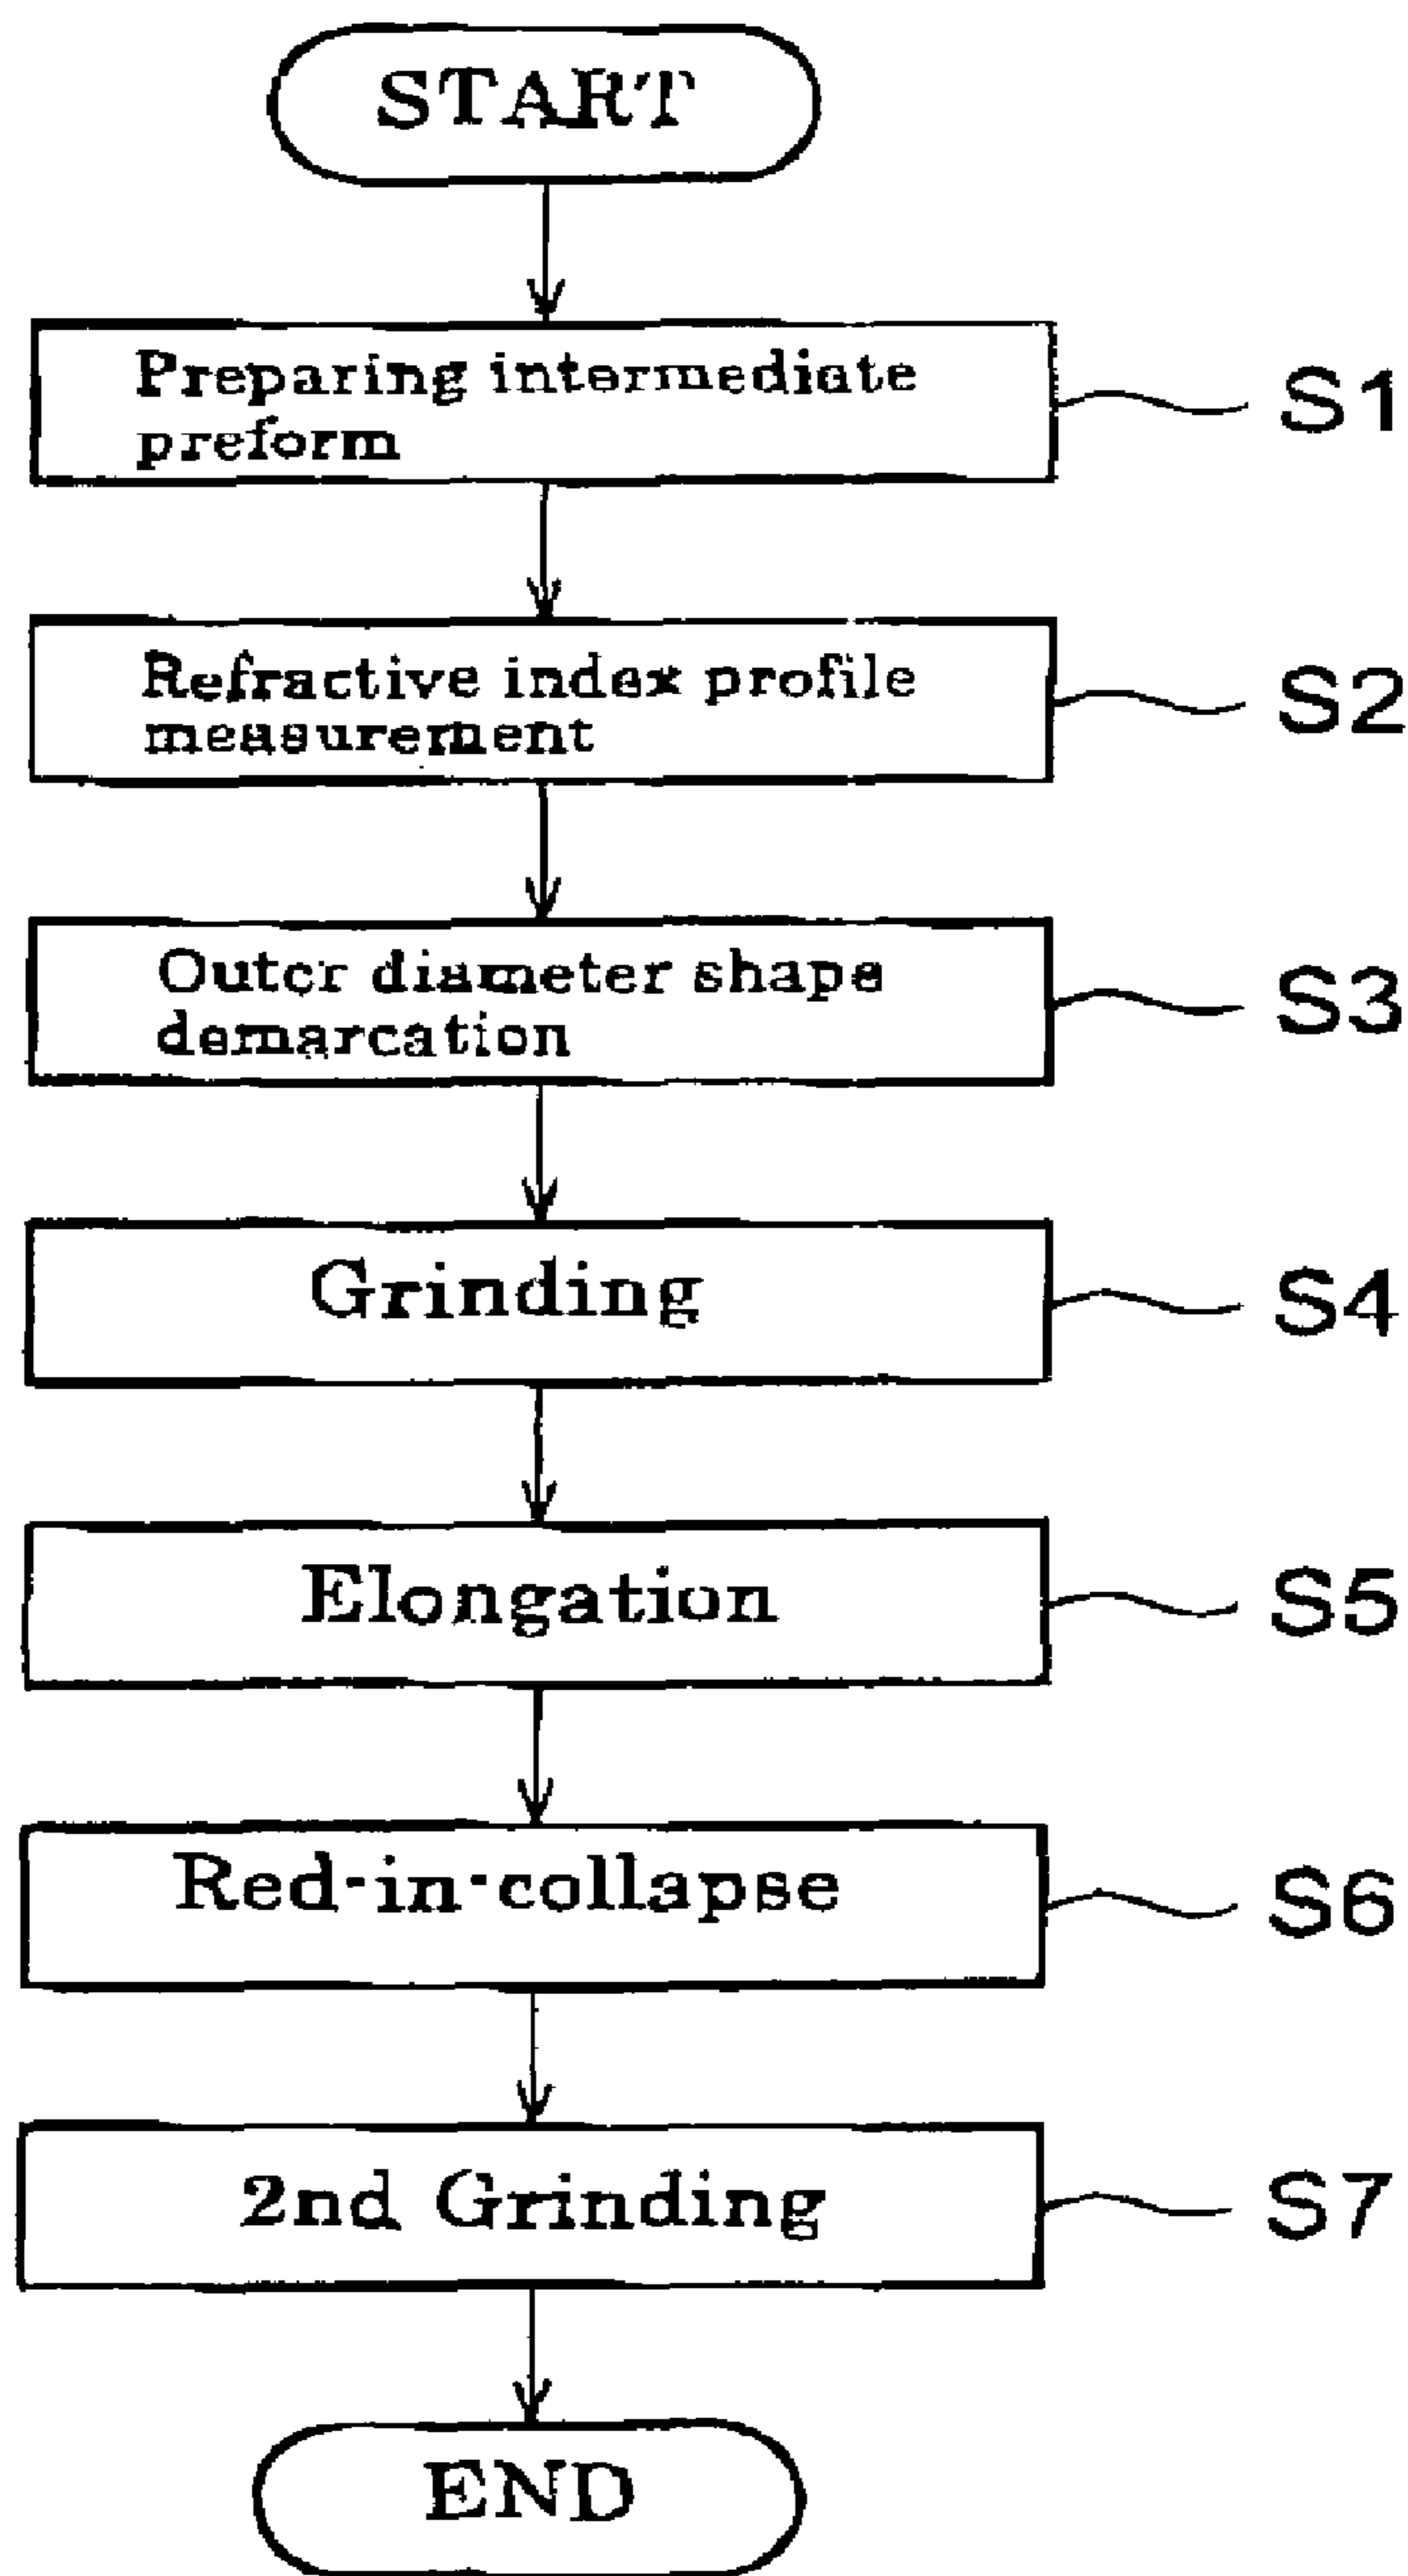 START
Preparing intermediate
preform
S1
Refractive index profile
measurement
S2
Outer diameter shape
demarcation
S3
Grinding
S4
Elongation
S5
Red-in-collapse
S6
2nd Grinding
S7
END